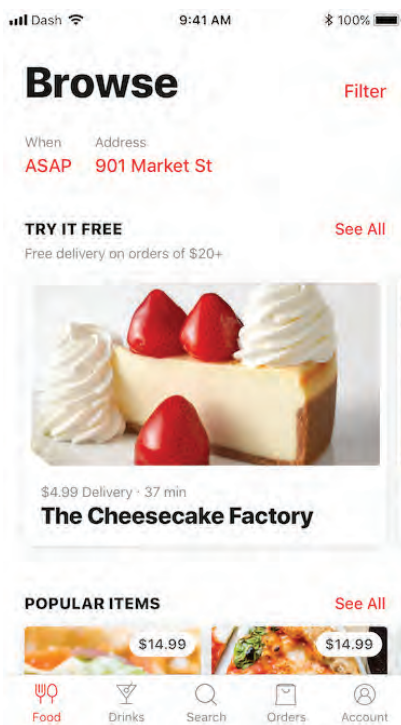 Dash 9:41 AM 100%
Browse
Filter
When Address
ASAP 901 Market St
TRY IT FREE See All
Free delivery on orders of $20+
$4.99 Delivery · 37 min
The Cheesecake Factory
POPULAR ITEMS See All
$14.99 $14.99
Food Drinks Search Orders Account